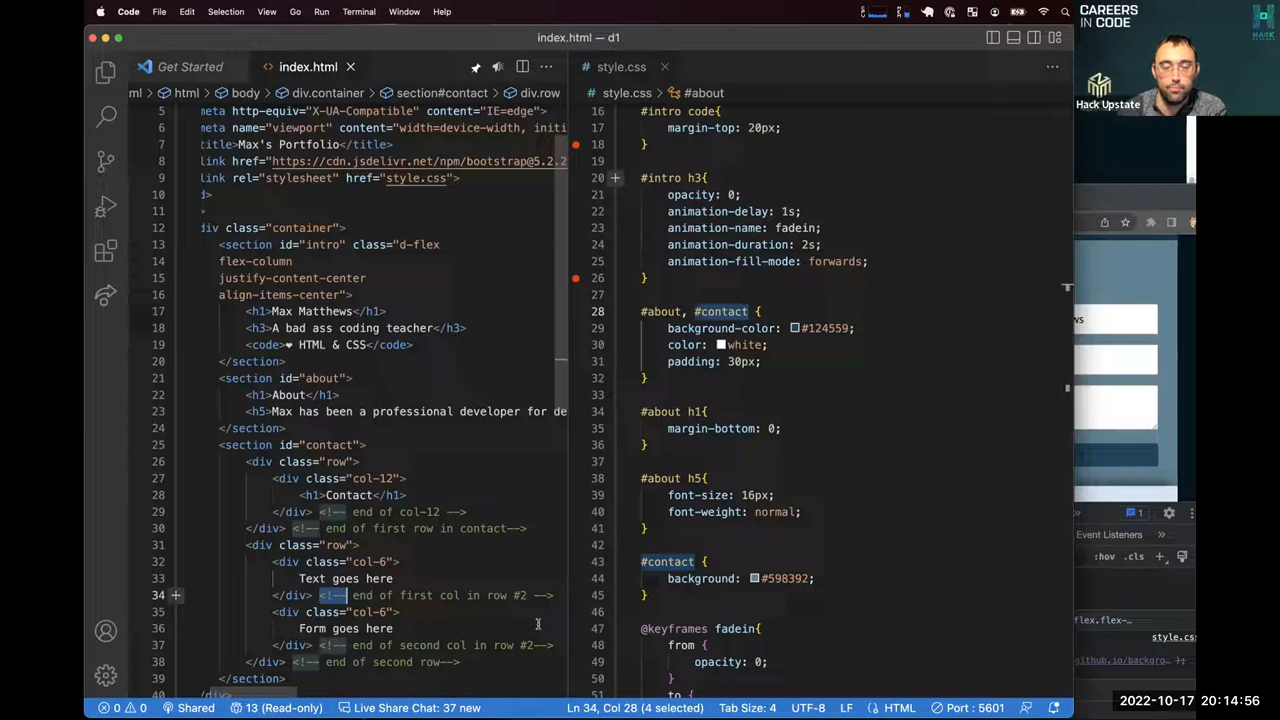 Code File Edit Selection View Go Run Terminal Window Help
CAREERS
IN CODE
HACK
Hack Upstate
index.html — d1
Get Started
index.html
style.css
ml > html > body > div.container > section#contact > div.row
style.css > #about
5 meta http-equiv="X-UA-Compatible" content="IE=edge">
6 meta name="viewport" content="width=device-width, initi
7 title>Max's Portfolio</title>
8 link href="https://cdn.jsdelivr.net/npm/bootstrap@5.2.2
9 link rel="stylesheet" href="style.css">
10 d>
11 >
12 iv class="container">
13 <section id="intro" class="d-flex
14 flex-column
15 justify-content-center
16 align-items-center">
17 <h1>Max Matthews</h1>
18 <h3>A bad ass coding teacher</h3>
19 <code>❤ HTML & CSS</code>
20 </section>
21 <section id="about">
22 <h1>About</h1>
23 <h5>Max has been a professional developer for de
24 </section>
25 <section id="contact">
26 <div class="row">
27 <div class="col-12">
28 <h1>Contact</h1>
29 </div> <!-- end of col-12 -->
30 </div> <!-- end of first row in contact-->
31 <div class="row">
32 <div class="col-6">
33 Text goes here
34 </div> <!-- end of first col in row #2 -->
35 <div class="col-6">
36 Form goes here
37 </div> <!-- end of second col in row #2-->
38 </div> <!-- end of second row-->
39 </section>
40 /div>
16 #intro code{
17 margin-top: 20px;
18 }
19
20 #intro h3{
21 opacity: 0;
22 animation-delay: 1s;
23 animation-name: fadein;
24 animation-duration: 2s;
25 animation-fill-mode: forwards;
26 }
27
28 #about, #contact {
29 background-color: #124559;
30 color: white;
31 padding: 30px;
32 }
33
34 #about h1{
35 margin-bottom: 0;
36 }
37
38 #about h5{
39 font-size: 16px;
40 font-weight: normal;
41 }
42
43 #contact {
44 background: #598392;
45 }
46
47 @keyframes fadein{
48 from {
49 opacity: 0;
50 }
51 to {
ws
1
Event Listeners
:hov .cls
flex.flex-…
style.cs
github.io/backgro… );
0 0 Shared 13 (Read-only) Live Share Chat: 37 new Ln 34, Col 28 (4 selected) Tab Size: 4 UTF-8 LF HTML Port : 5601
2022-10-17 20:14:56